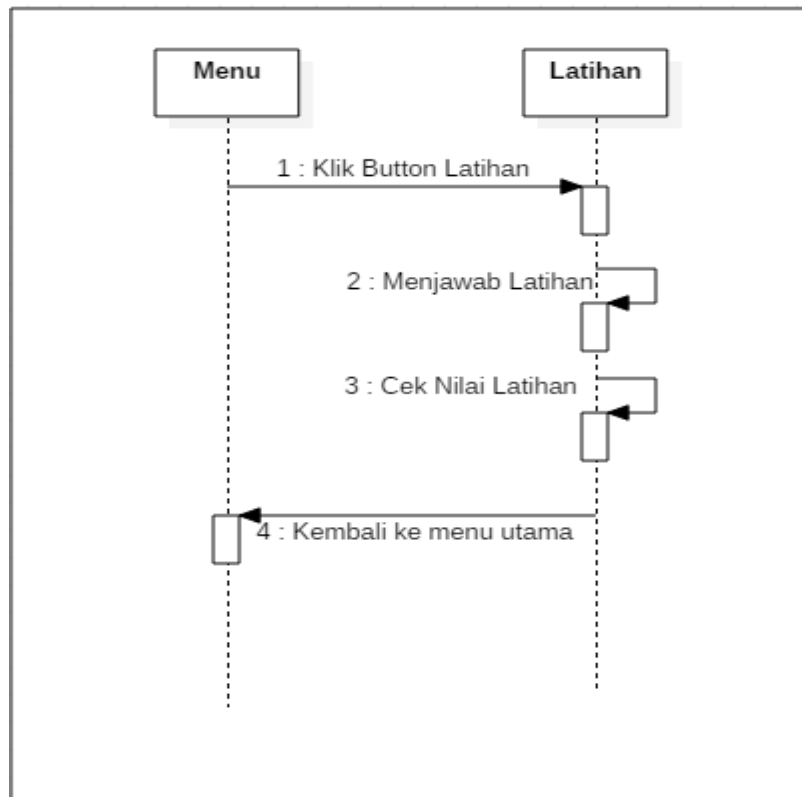 Menu
Latihan
1 : Klik Button Latihan
2 : Menjawab Latihan
3 : Cek Nilai Latihan
4 : Kembali ke menu utama